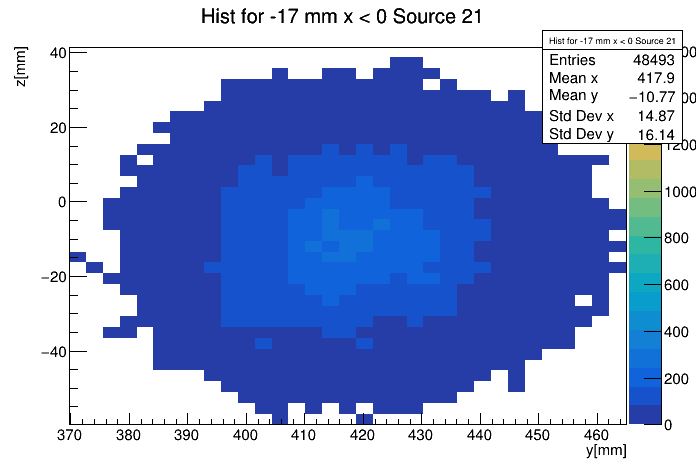 Hist for -17 mm x < 0 Source 21
Hist for -17 mm x < 0 Source 21
Entries 48493
Mean x 417.9
Mean y −10.77
Std Dev x 14.87
Std Dev y 16.14
z[mm]
40
20
0
−20
−40
1200
1000
800
600
400
200
0
370 380 390 400 410 420 430 440 450 460
y[mm]